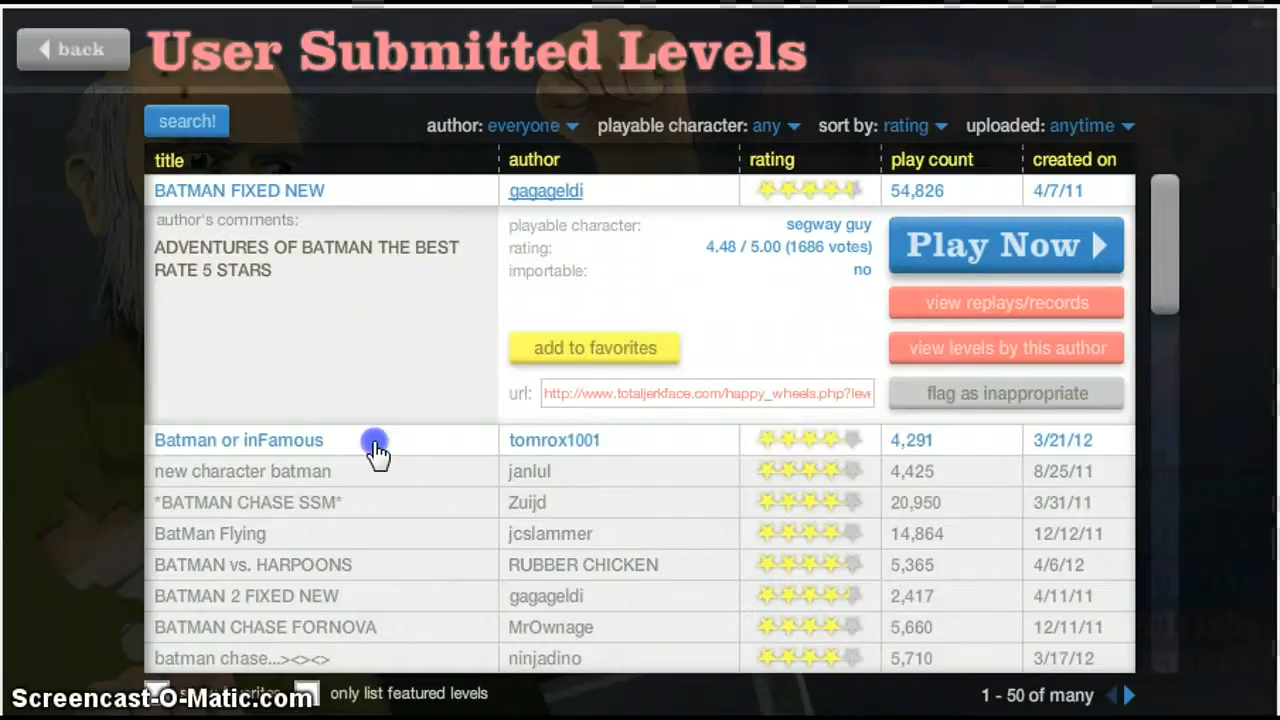 back
User Submitted Levels
search!
author: everyone playable character: any sort by: rating uploaded: anytime
title author rating play count created on
BATMAN FIXED NEW gagageldi 54,826 4/7/11
author's comments:
ADVENTURES OF BATMAN THE BEST
RATE 5 STARS
playable character: segway guy
rating: 4.48 / 5.00 (1686 votes)
importable: no
add to favorites
url: http://www.totaljerkface.com/happy_wheels.php?lev
Play Now
view replays/records
view levels by this author
flag as inappropriate
Batman or inFamous tomrox1001 4,291 3/21/12
new character batman janlul 4,425 8/25/11
*BATMAN CHASE SSM* Zuijd 20,950 3/31/11
BatMan Flying jcslammer 14,864 12/12/11
BATMAN vs. HARPOONS RUBBER CHICKEN 5,365 4/6/12
BATMAN 2 FIXED NEW gagageldi 2,417 4/11/11
BATMAN CHASE FORNOVA MrOwnage 5,660 12/11/11
batman chase...><><> ninjadino 5,710 3/17/12
only list featured levels 1 - 50 of many
Screencast-O-Matic.com